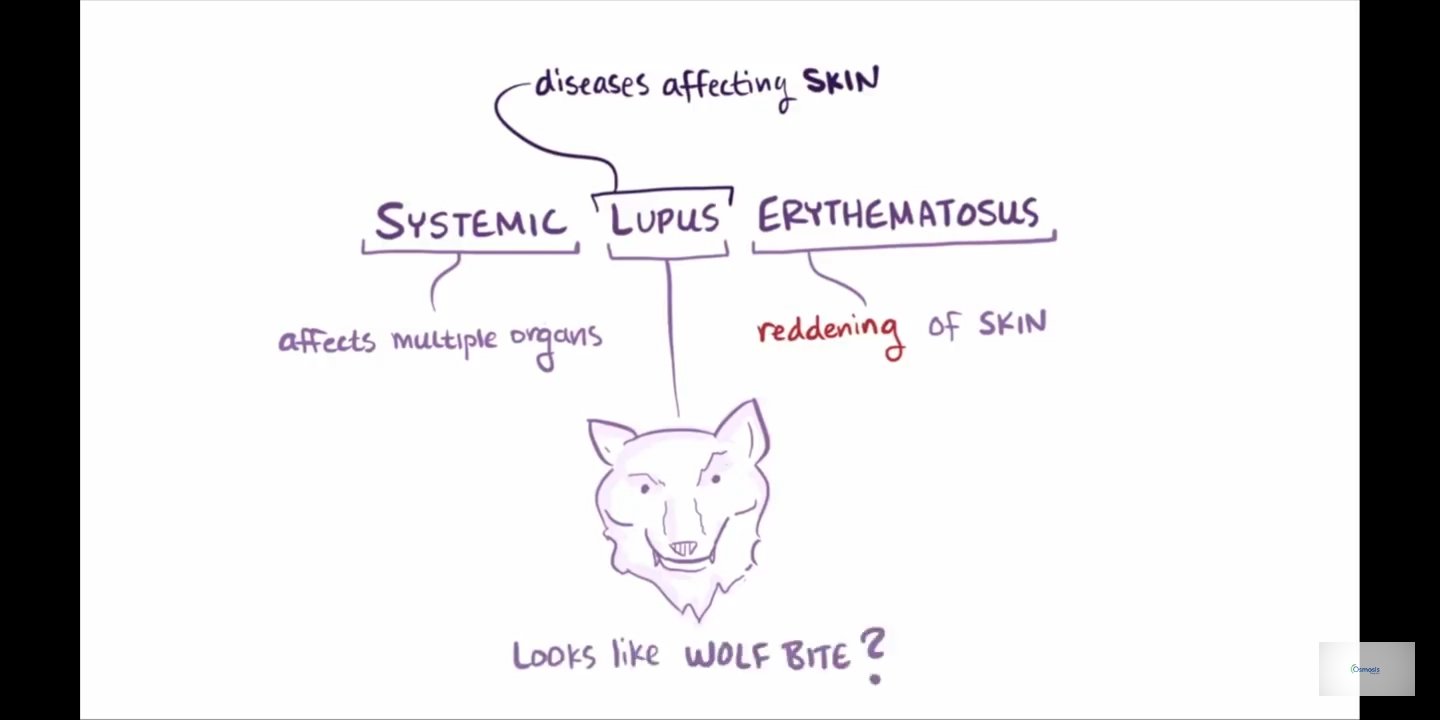 diseases affecting SKIN
SYSTEMIC LUPUS ERYTHEMATOSUS
affects multiple organs
reddening of SKIN
Looks like WOLF BITE?
Osmosis